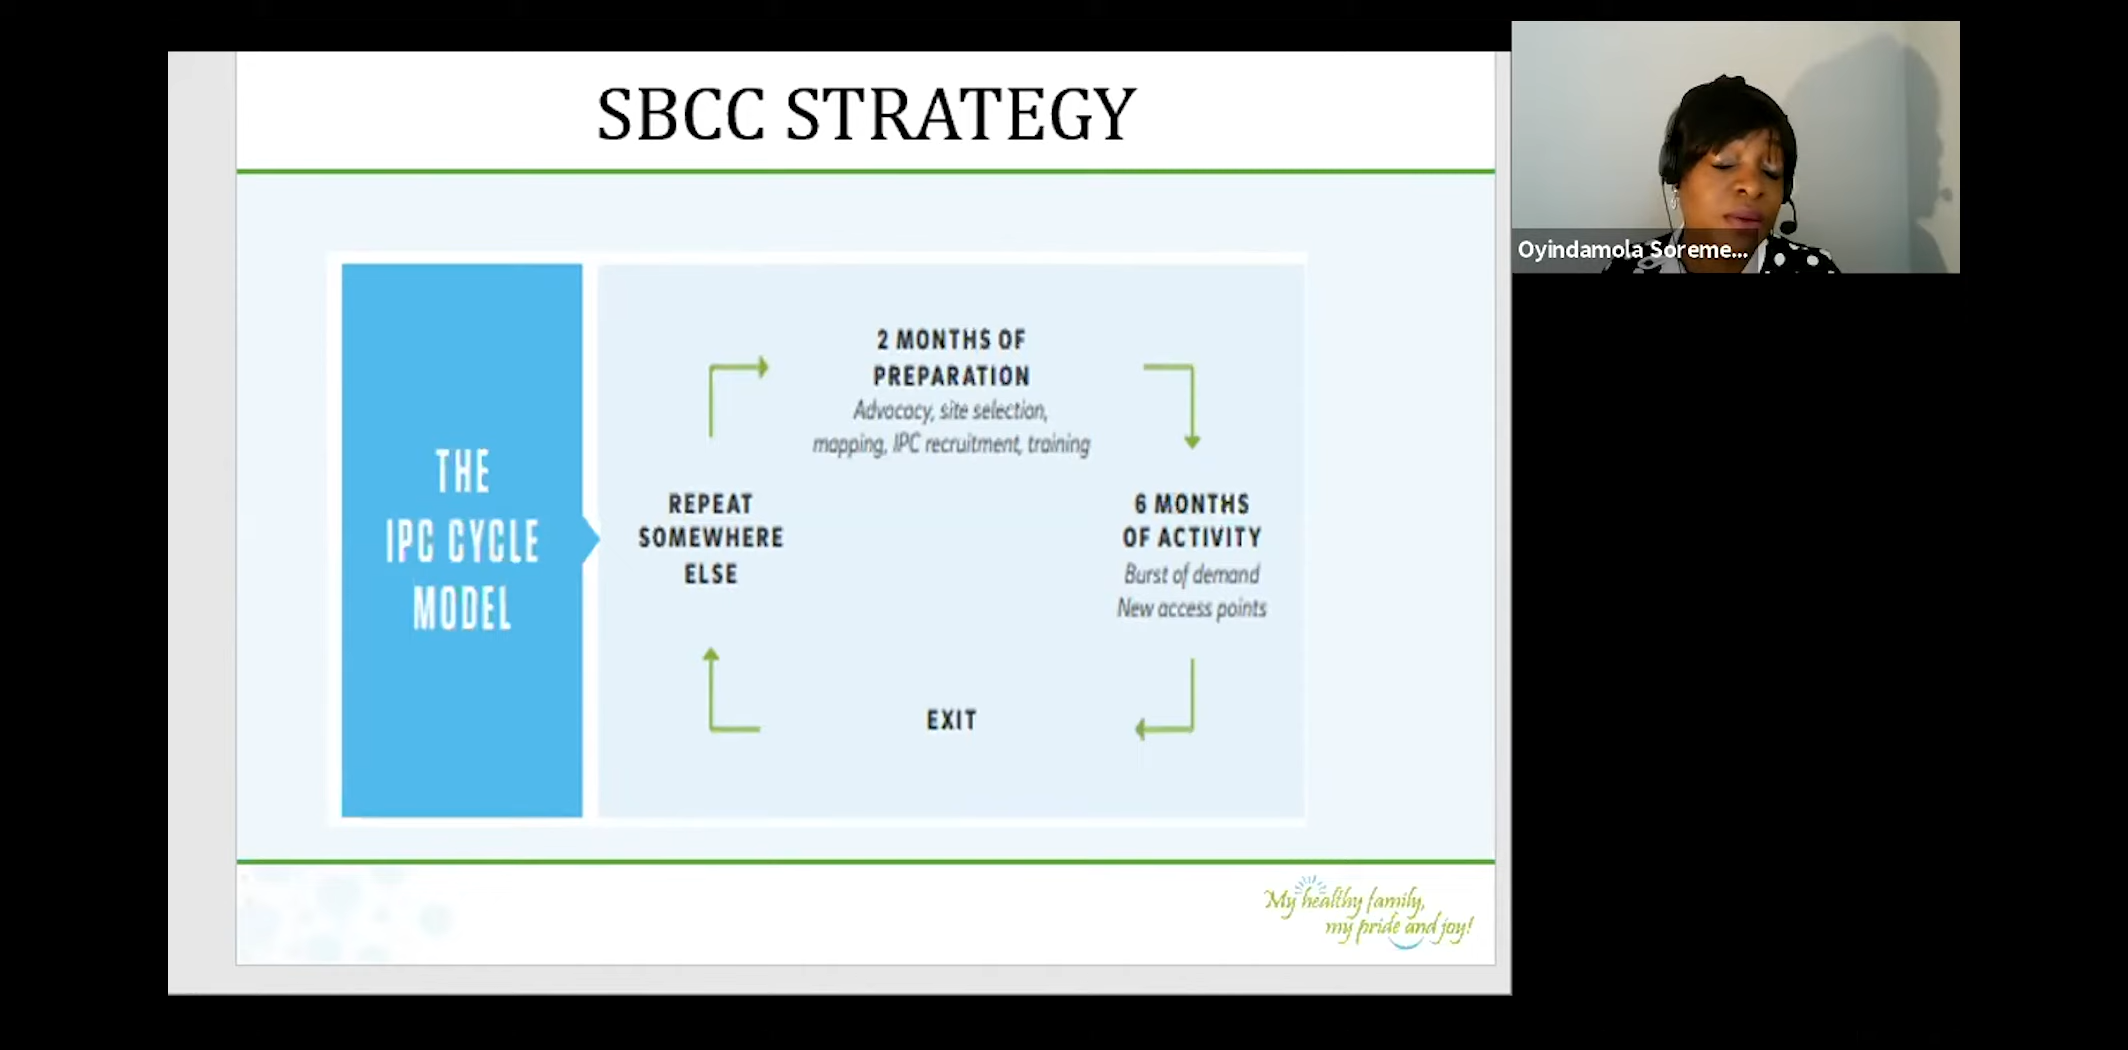 SBCC STRATEGY
THE
IPC CYCLE
MODEL
2 MONTHS OF
PREPARATION
Advocacy, site selection,
mapping, IPC recruitment, training
6 MONTHS
OF ACTIVITY
Burst of demand
New access points
EXIT
REPEAT
SOMEWHERE
ELSE
My healthy family,
my pride and joy!
Oyindamola Soreme...